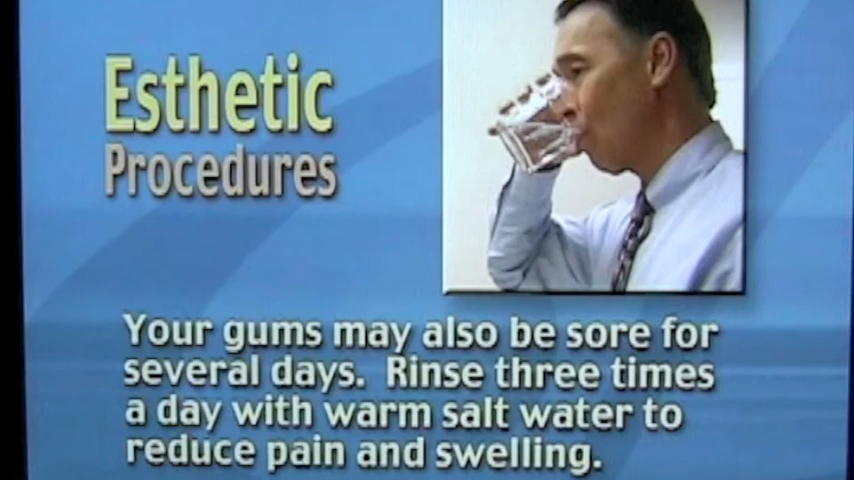 Esthetic
Procedures
Your gums may also be sore for
several days. Rinse three times
a day with warm salt water to
reduce pain and swelling.